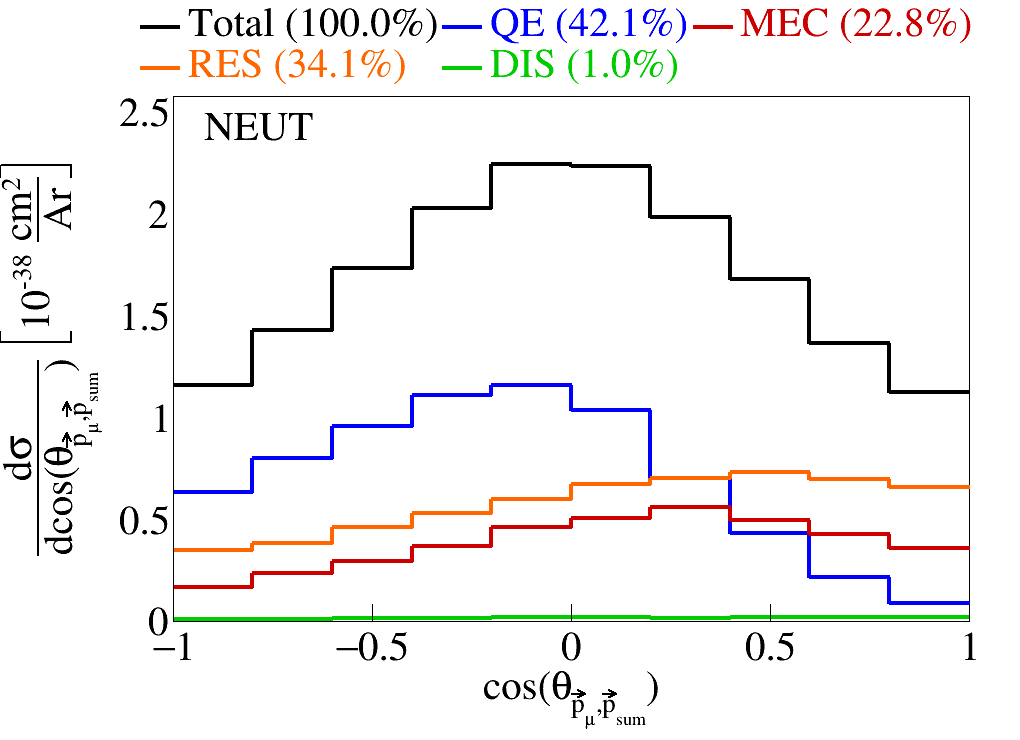 Total (100.0%) QE (42.1%) MEC (22.8%)
RES (34.1%) DIS (1.0%)
NEUT
dσ
dcos(θ p⃗μ,p⃗sum)
[10-38 cm2
Ar]
2.5
2
1.5
1
0.5
0
−1 −0.5 0 0.5 1
cos(θ p⃗μ,p⃗sum)